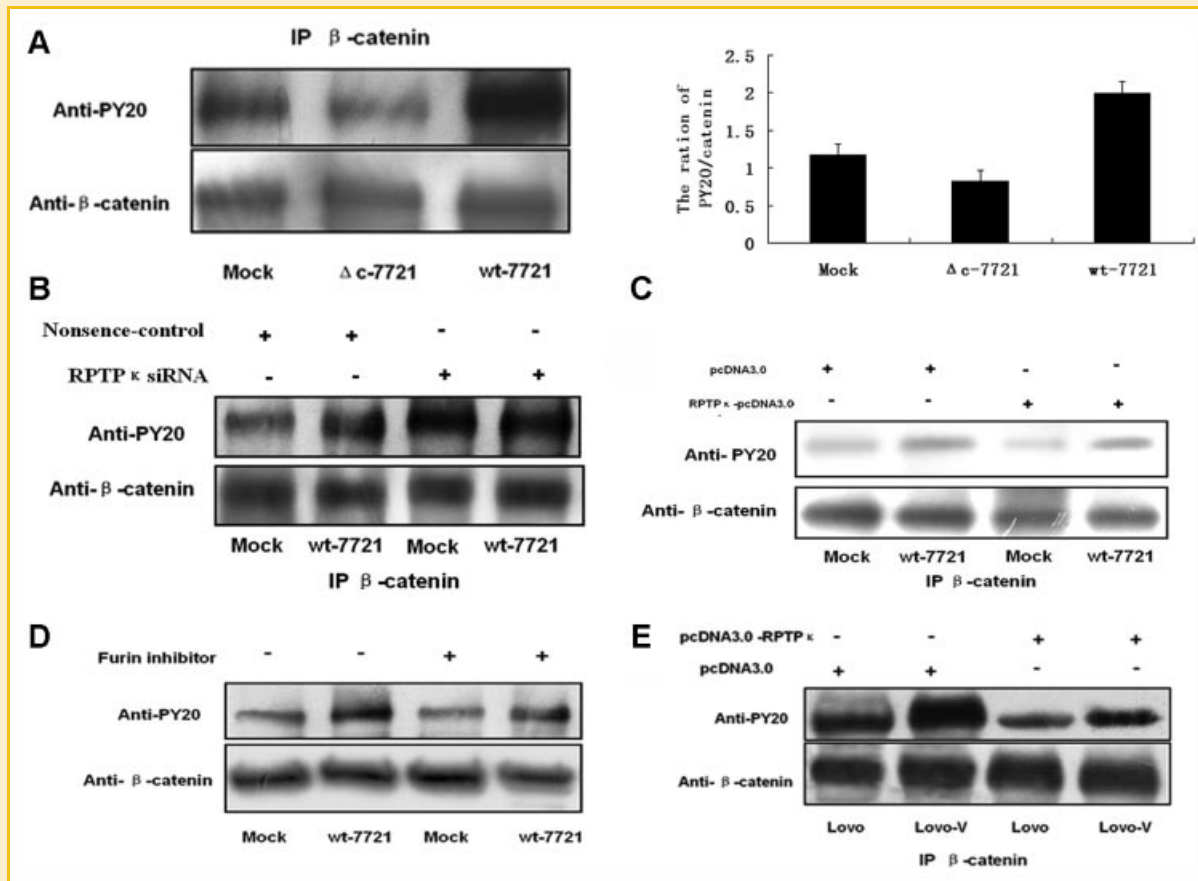 A
IP β-catenin
Anti-PY20
Anti-β-catenin
Mock Δc-7721 wt-7721
The ration of
PY20/catenin
2.5
2
1.5
1
0.5
0
Mock Δc-7721 wt-7721
B
Nonsence-control + + - -
RPTPκ siRNA - - + +
Anti-PY20
Anti-β-catenin
Mock wt-7721 Mock wt-7721
IP β-catenin
C
pcDNA3.0 + + - -
RPTPκ-pcDNA3.0 - - + +
Anti- PY20
Anti- β-catenin
Mock wt-7721 Mock wt-7721
IP β-catenin
D
Furin inhibitor - - + +
Anti-PY20
Anti- β-catenin
Mock wt-7721 Mock wt-7721
E
pcDNA3.0 -RPTPκ - - + +
pcDNA3.0 + + - -
Anti-PY20
Anti- β-catenin
Lovo Lovo-V Lovo Lovo-V
IP β-catenin